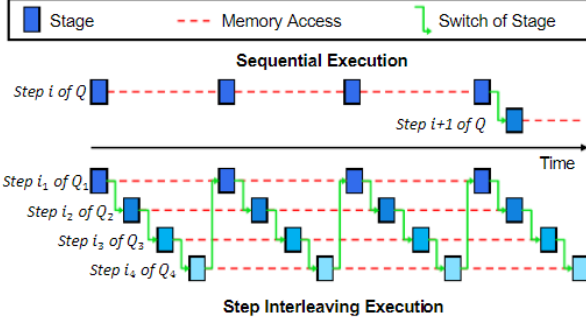 Stage Memory Access Switch of Stage
Sequential Execution
Step i of Q
Step i+1 of Q
Time
Step i₁ of Q₁
Step i₂ of Q₂
Step i₃ of Q₃
Step i₄ of Q₄
Step Interleaving Execution